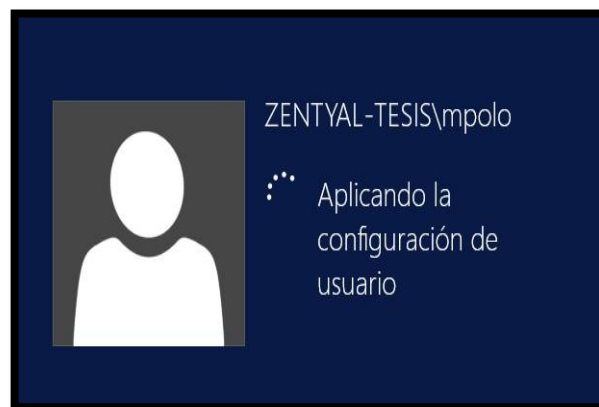 ZENTYAL-TESIS\mpolo
Aplicando la
configuración de
usuario